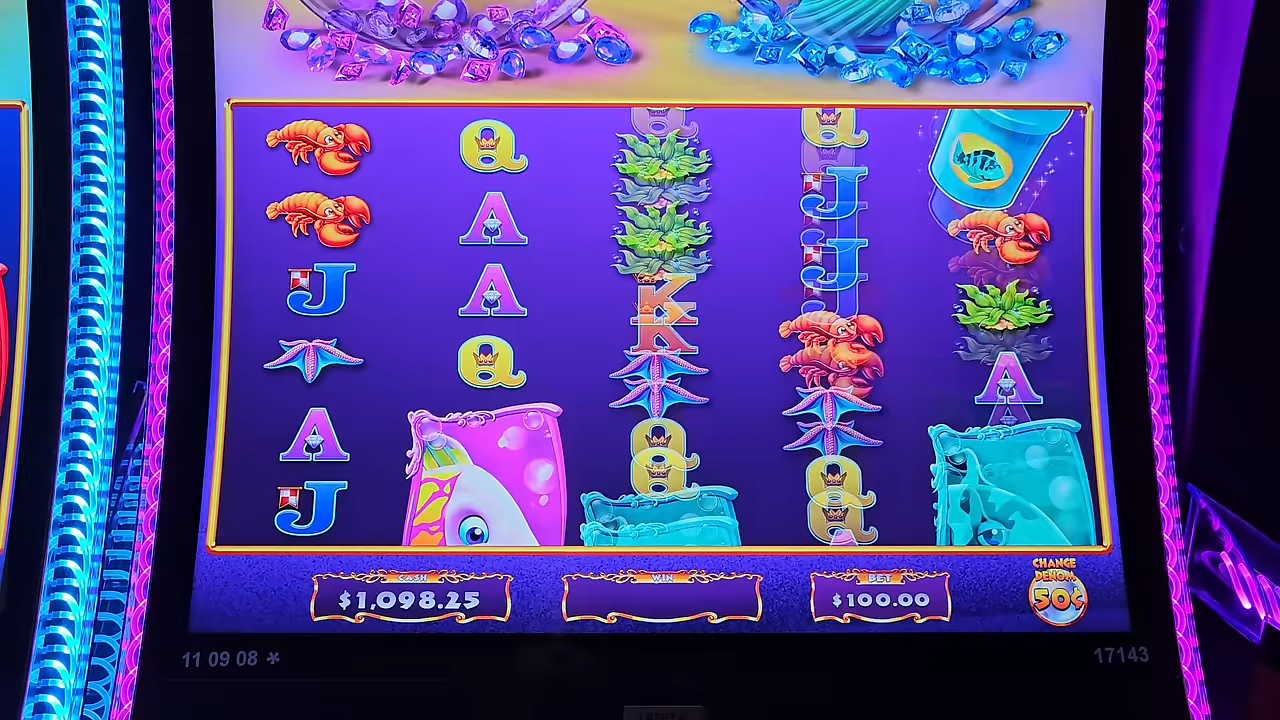 Q
Q
A
J
J
A
J
K
K
A
Q
Q
Q
A
J
Q
Q
CASH
$1,098.25
WIN
BET
$100.00
CHANGE
DENOM
50¢
11 09 08 *
17143